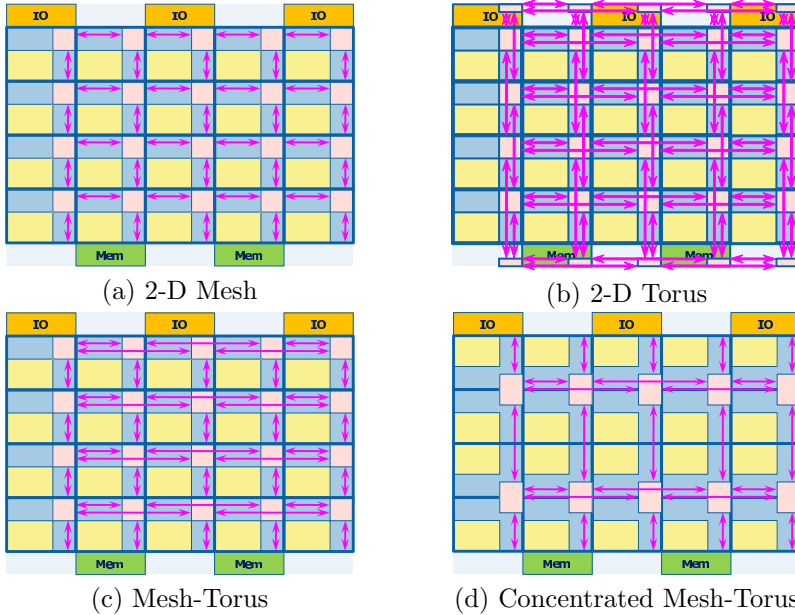 IO IO IO
Mem Mem
(a) 2-D Mesh
IO IO IO
Mem Mem
(b) 2-D Torus
IO IO IO
Mem Mem
(c) Mesh-Torus
IO IO IO
Mem Mem
(d) Concentrated Mesh-Torus